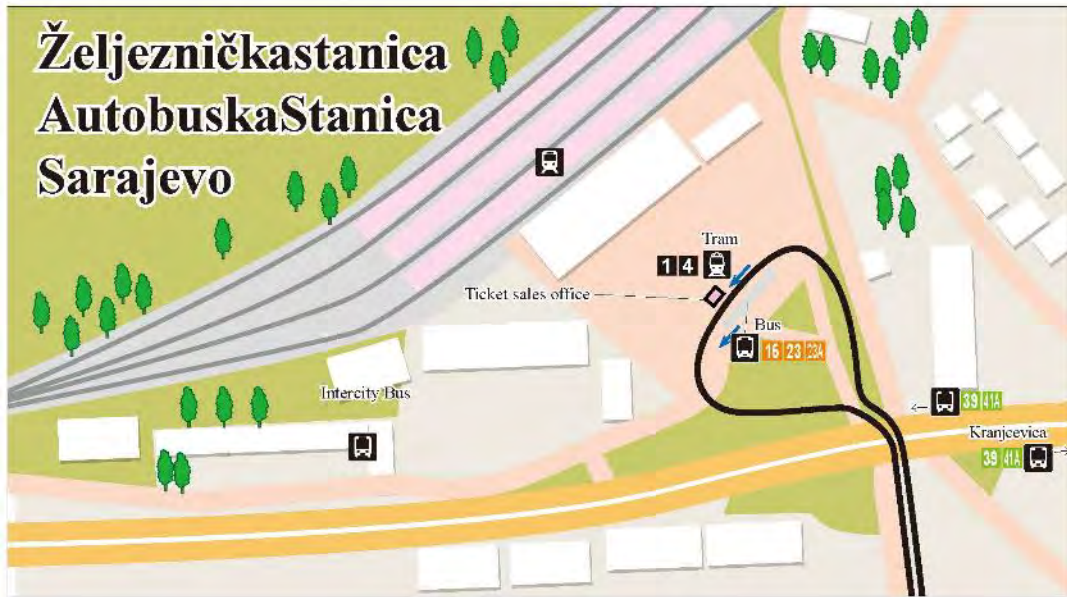 Željezničkastanica
AutobuskaStanica
Sarajevo
Tram
1 4
Ticket sales office
Bus
16 23 23A
Intercity Bus
39 41A
Kranjcevica
39 41A